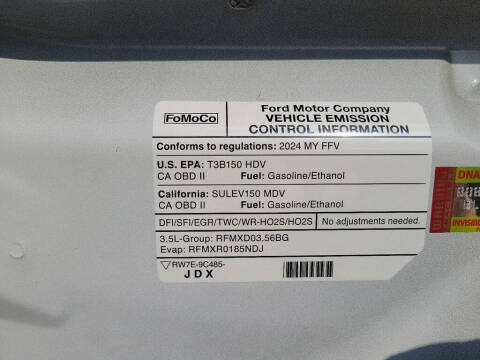 FoMoCo
Ford Motor Company
VEHICLE EMISSION
CONTROL INFORMATION
Conforms to regulations: 2024 MY FFV
U.S. EPA: T3B150 HDV
CA OBD II Fuel: Gasoline/Ethanol
California: SULEV150 MDV
CA OBD II Fuel: Gasoline/Ethanol
DFI/SFI/EGR/TWC/WR-HO2S/HO2S No adjustments needed.
3.5L-Group: RFMXD03.56BG
Evap: RFMXR0185NDJ
RW7E-9C485-
JDX
DNA
INVISIB